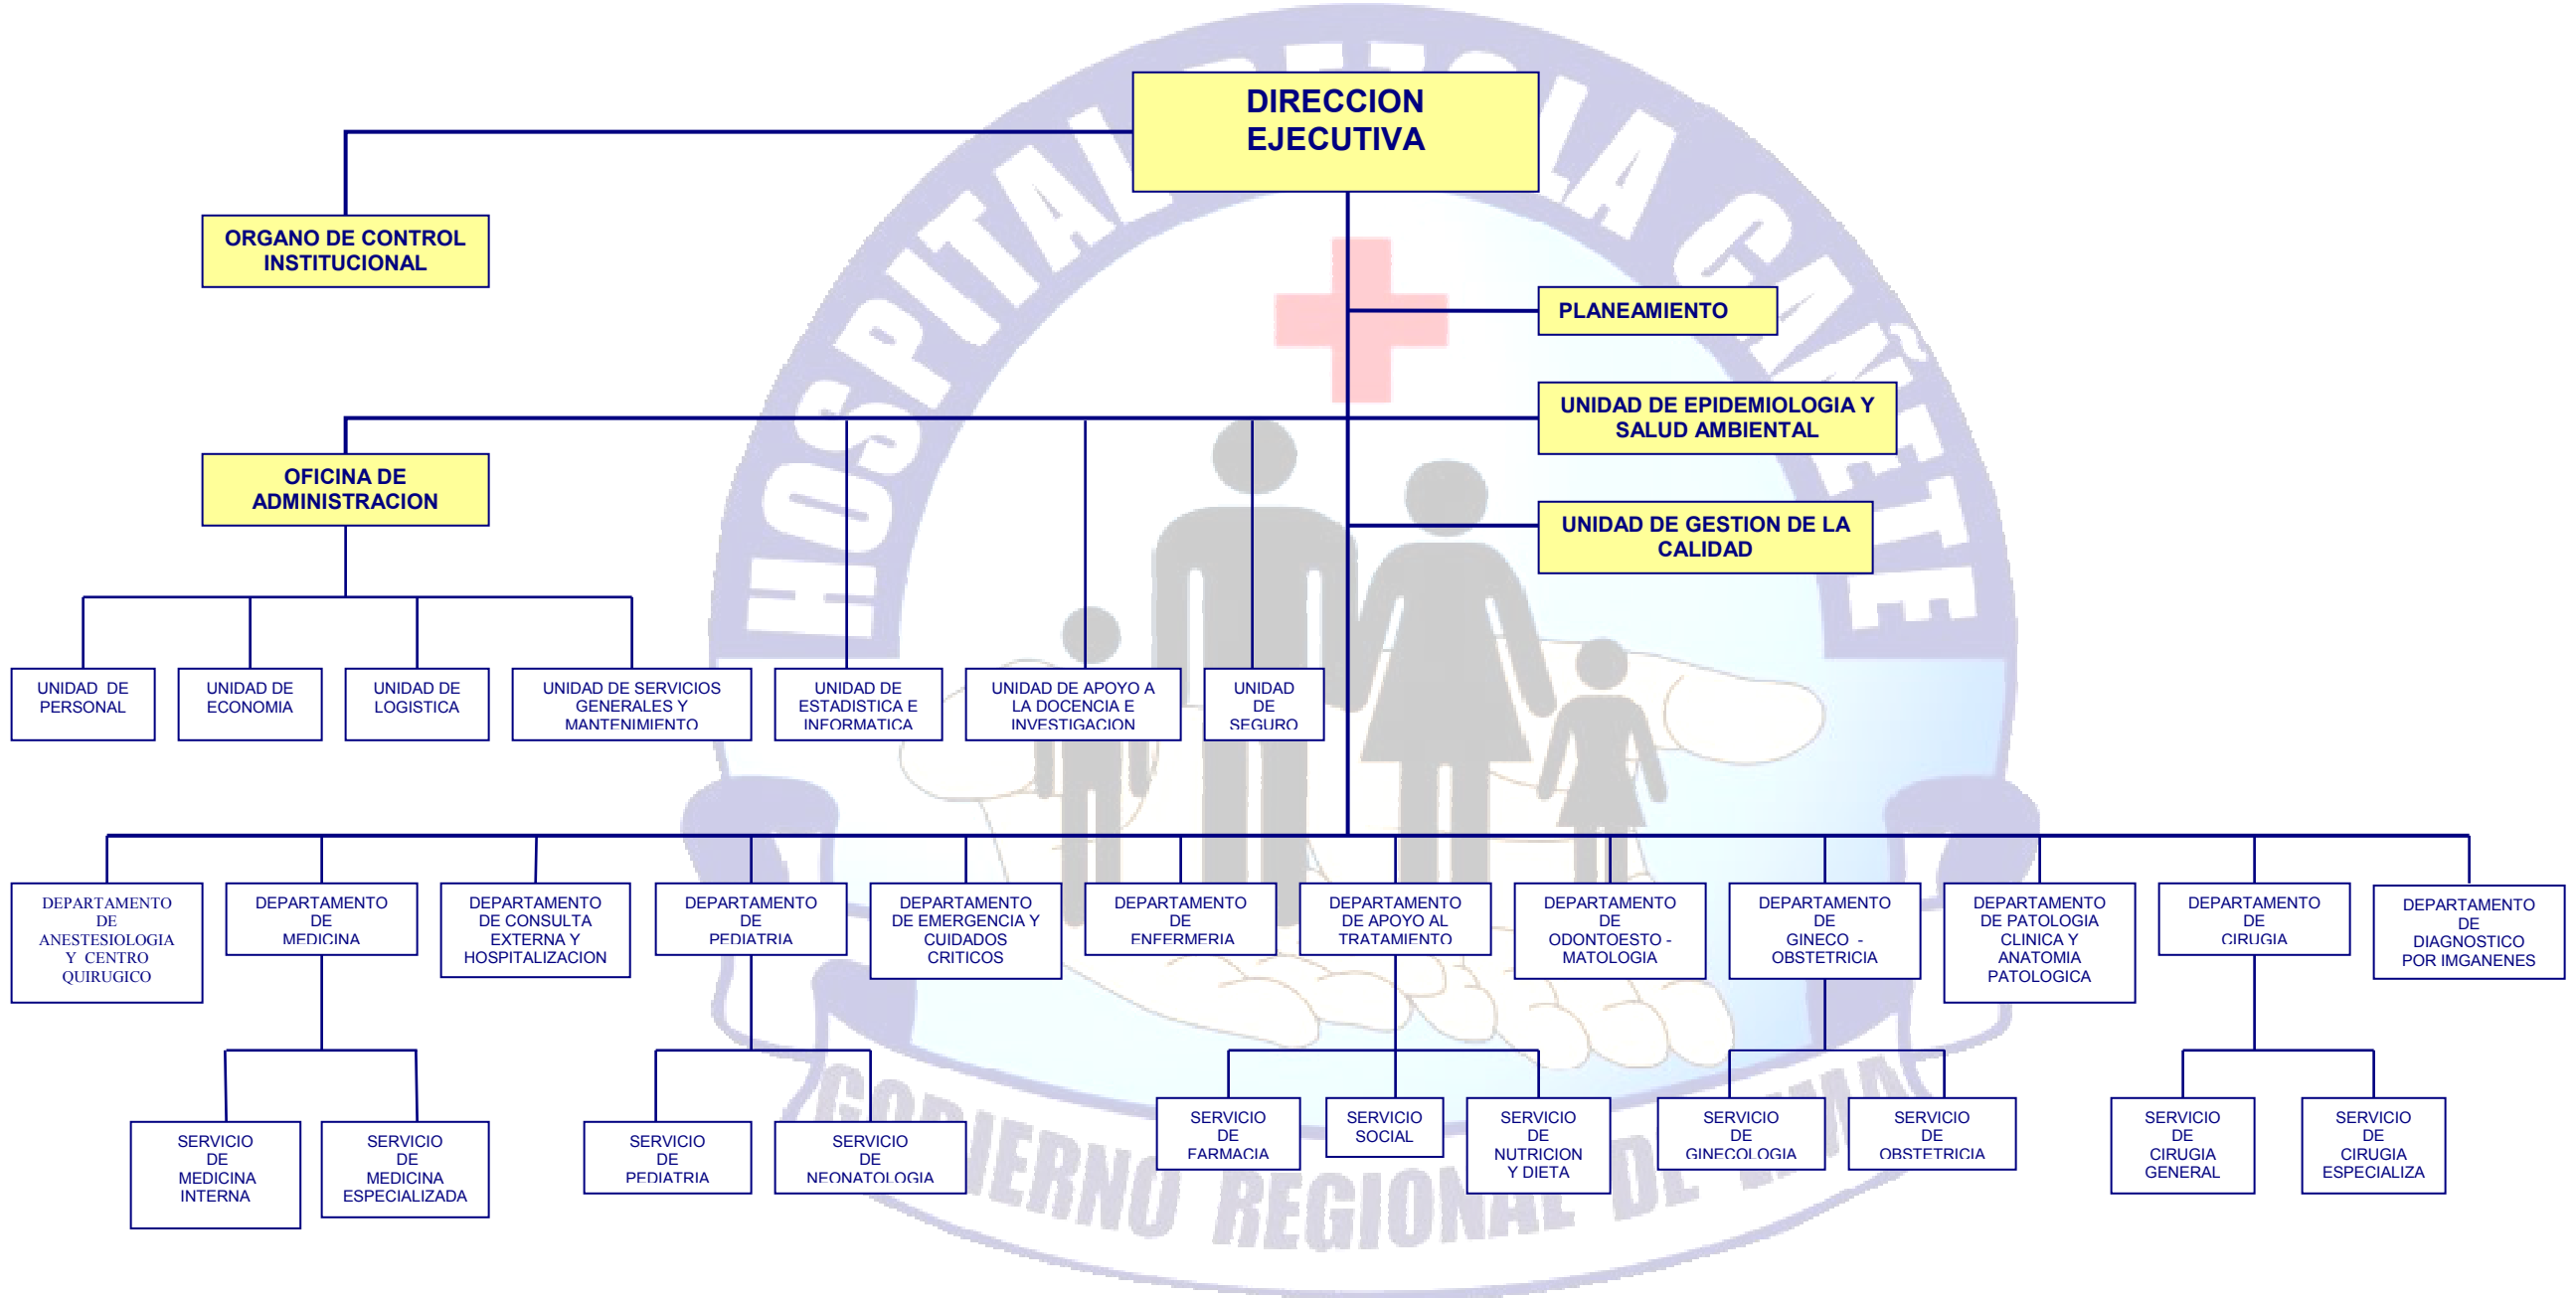 HOSPITAL REZOLA CAÑETE
DIRECCION
EJECUTIVA
ORGANO DE CONTROL
INSTITUCIONAL
PLANEAMIENTO
UNIDAD DE EPIDEMIOLOGIA Y
SALUD AMBIENTAL
OFICINA DE
ADMINISTRACION
UNIDAD DE GESTION DE LA
CALIDAD
UNIDAD DE
PERSONAL
UNIDAD DE
ECONOMIA
UNIDAD DE
LOGISTICA
UNIDAD DE SERVICIOS
GENERALES Y
MANTENIMIENTO
UNIDAD DE
ESTADISTICA E
INFORMATICA
UNIDAD DE APOYO A
LA DOCENCIA E
INVESTIGACION
UNIDAD
DE
SEGURO
DEPARTAMENTO
DE
ANESTESIOLOGIA
Y CENTRO
QUIRUGICO
DEPARTAMENTO
DE
MEDICINA
DEPARTAMENTO
DE CONSULTA
EXTERNA Y
HOSPITALIZACION
DEPARTAMENTO
DE
PEDIATRIA
DEPARTAMENTO
DE EMERGENCIA Y
CUIDADOS
CRITICOS
DEPARTAMENTO
DE
ENFERMERIA
DEPARTAMENTO
DE APOYO AL
TRATAMIENTO
DEPARTAMENTO
DE
ODONTOESTO -
MATOLOGIA
DEPARTAMENTO
DE
GINECO -
OBSTETRICIA
DEPARTAMENTO
DE PATOLOGIA
CLINICA Y
ANATOMIA
PATOLOGICA
DEPARTAMENTO
DE
CIRUGIA
DEPARTAMENTO
DE
DIAGNOSTICO
POR IMGANENES
SERVICIO
DE
MEDICINA
INTERNA
SERVICIO
DE
MEDICINA
ESPECIALIZADA
SERVICIO
DE
PEDIATRIA
SERVICIO
DE
NEONATOLOGIA
SERVICIO
DE
FARMACIA
SERVICIO
SOCIAL
SERVICIO
DE
NUTRICION
Y DIETA
SERVICIO
DE
GINECOLOGIA
SERVICIO
DE
OBSTETRICIA
SERVICIO
DE
CIRUGIA
GENERAL
SERVICIO
DE
CIRUGIA
ESPECIALIZA
GOBIERNO REGIONAL DE LIMA